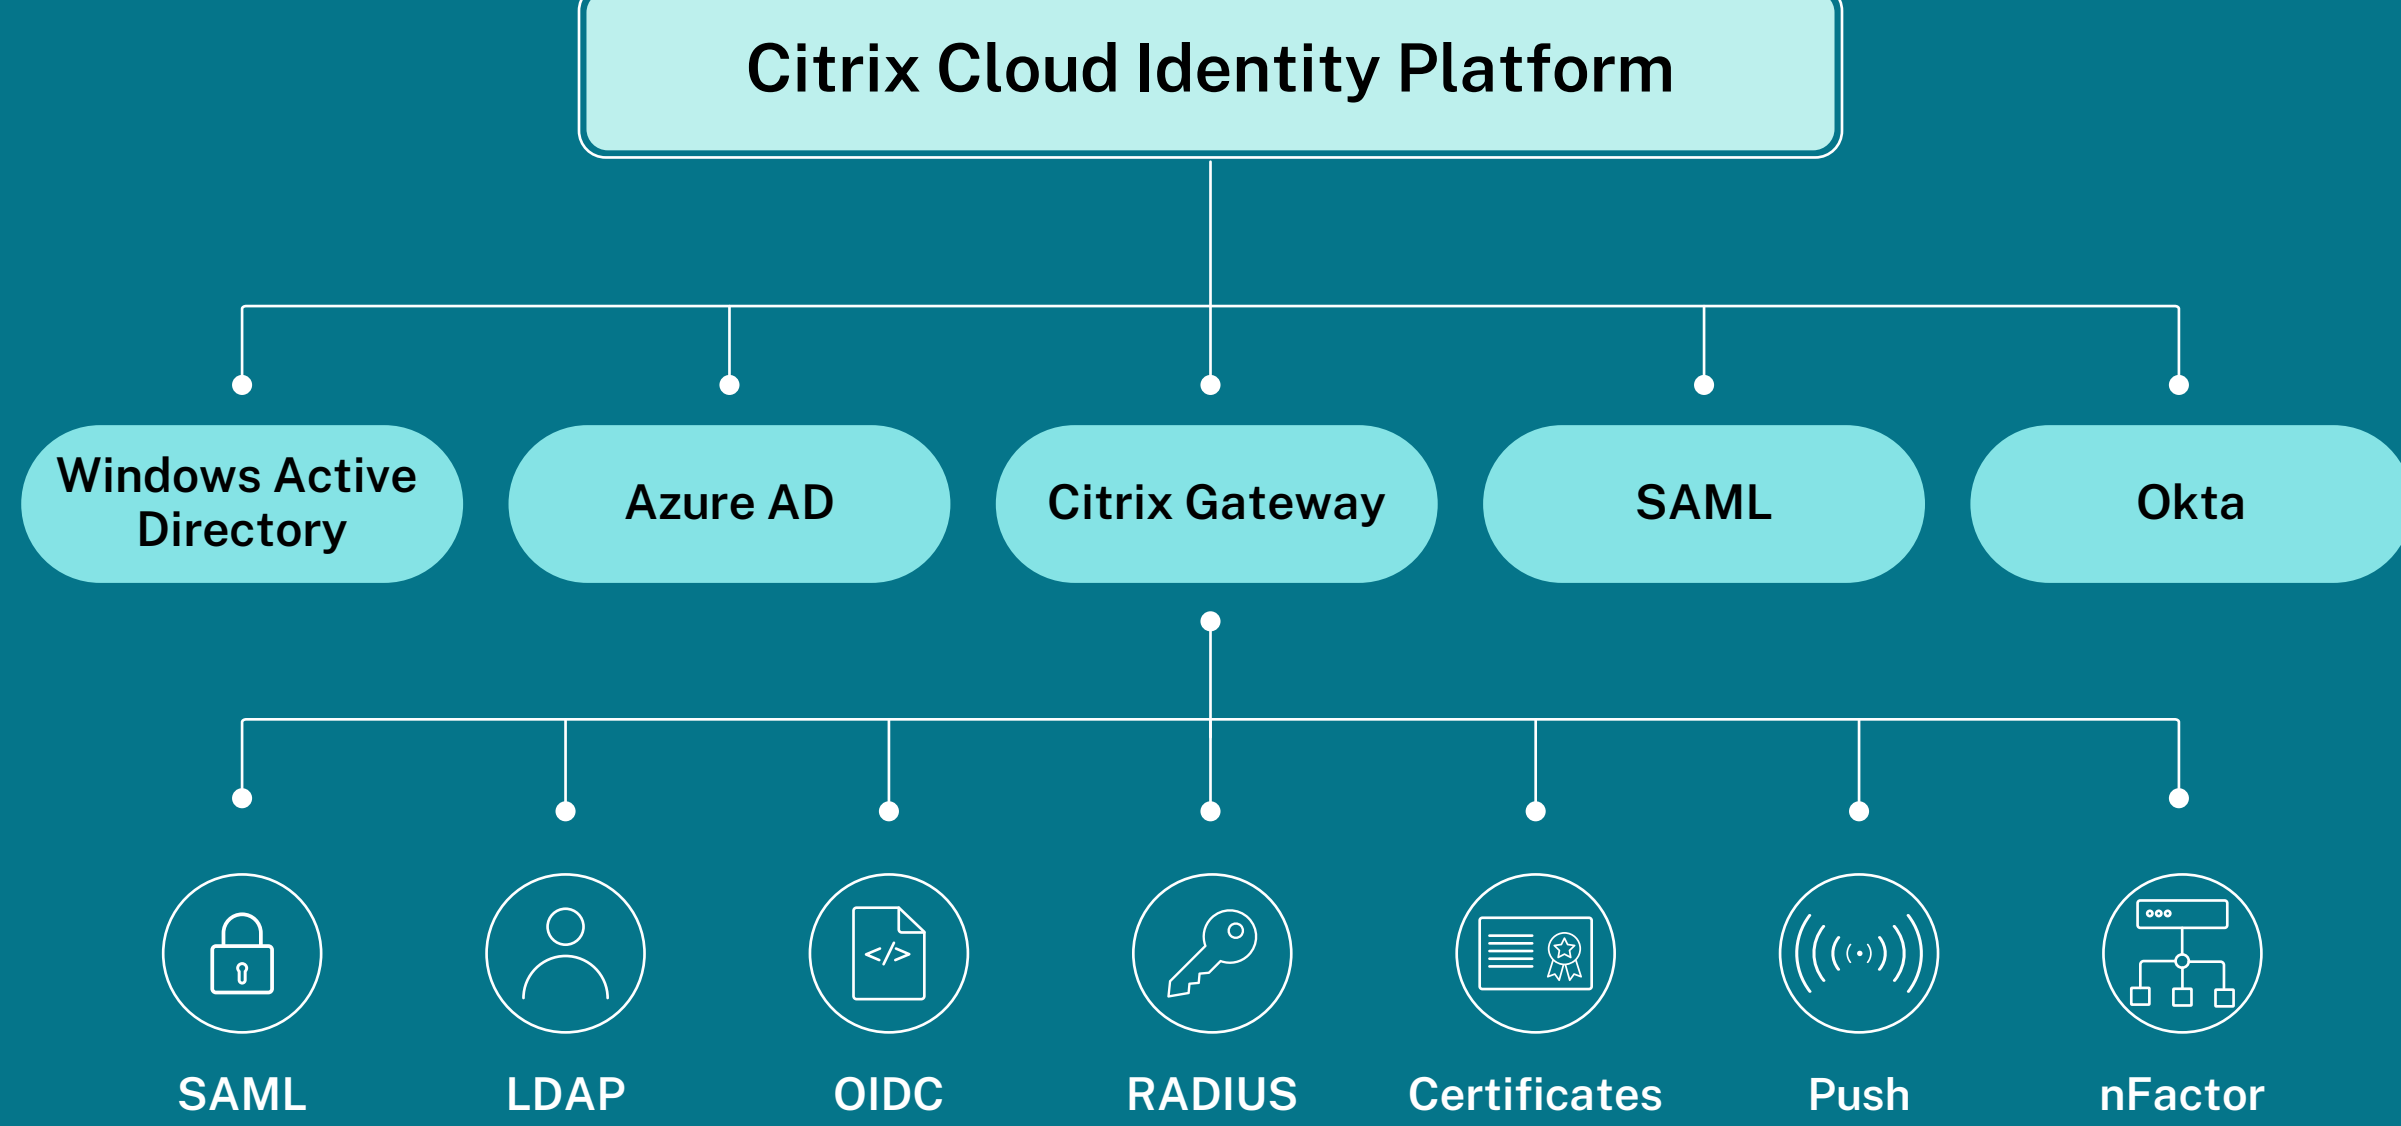 Citrix Cloud Identity Platform
Windows Active
Directory
Azure AD
Citrix Gateway
SAML
Okta
SAML
LDAP
OIDC
RADIUS
Certificates
Push
nFactor